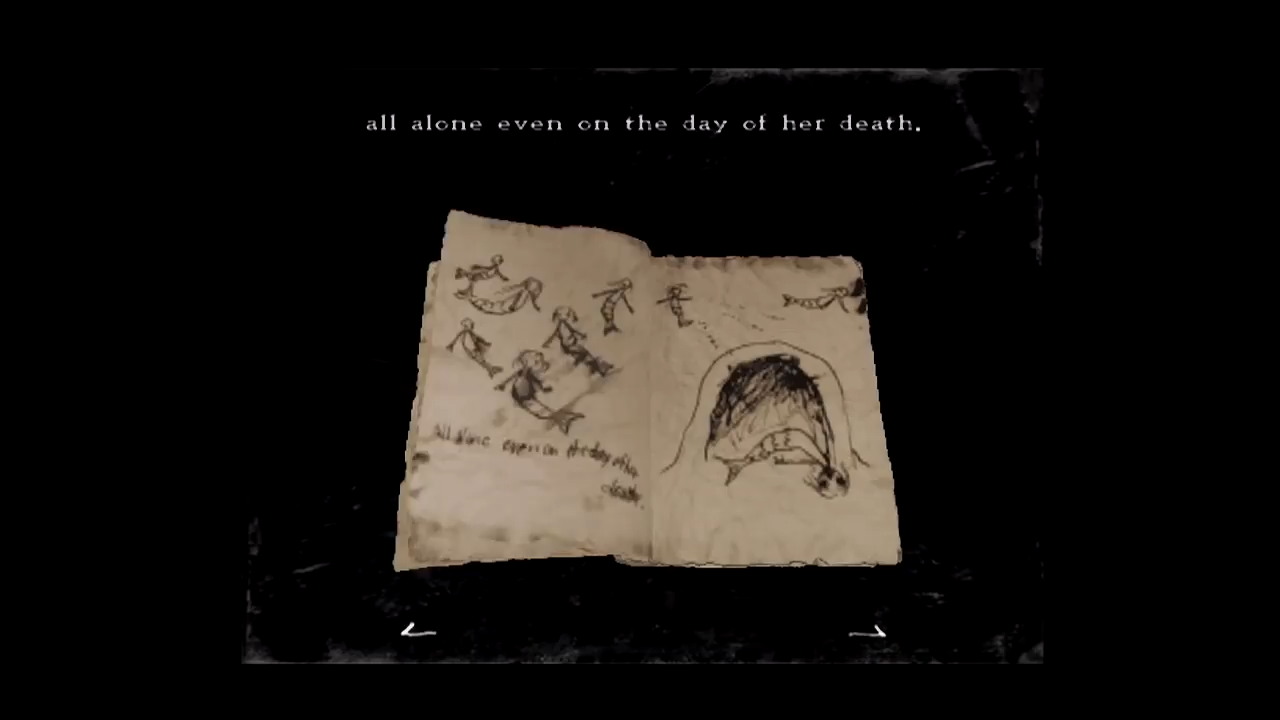 all alone even on the day of her death.
all alone even on the day of her
death.